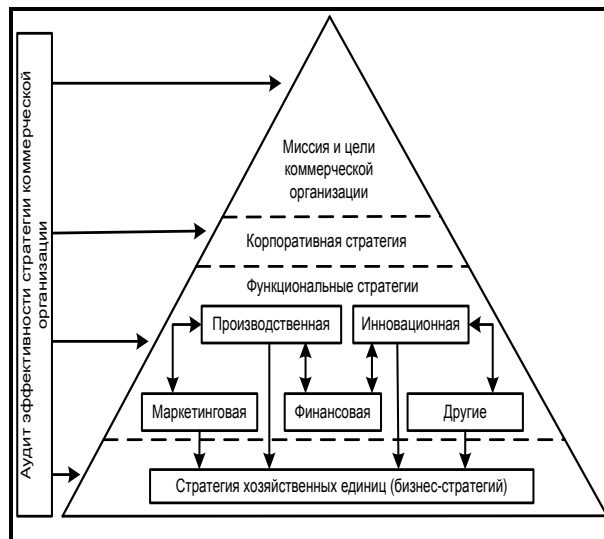 Аудит эффективности стратегии коммерческой
организации
Миссия и цели
коммерческой
организации
Корпоративная стратегия
Функциональные стратегии
Производственная
Инновационная
Маркетинговая
Финансовая
Другие
Стратегия хозяйственных единиц (бизнес-стратегий)